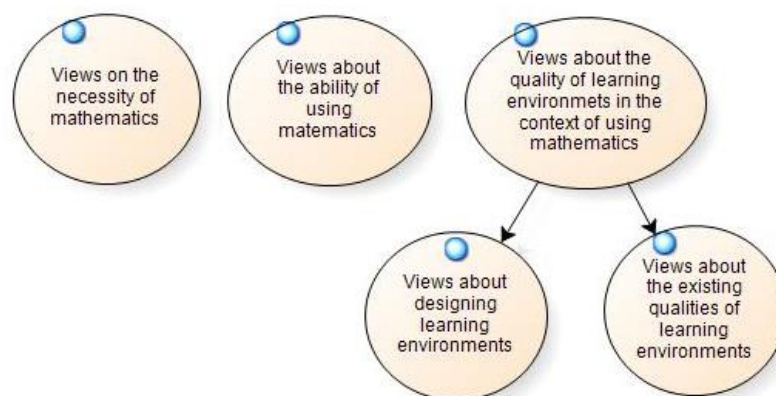 Views on the
necessity of
mathematics
Views about
the ability of
using
matematics
Views about the
quality of learning
environmets in the
context of using
mathematics
Views about
designing
learning
environments
Views about
the existing
qualities of
learning
environments